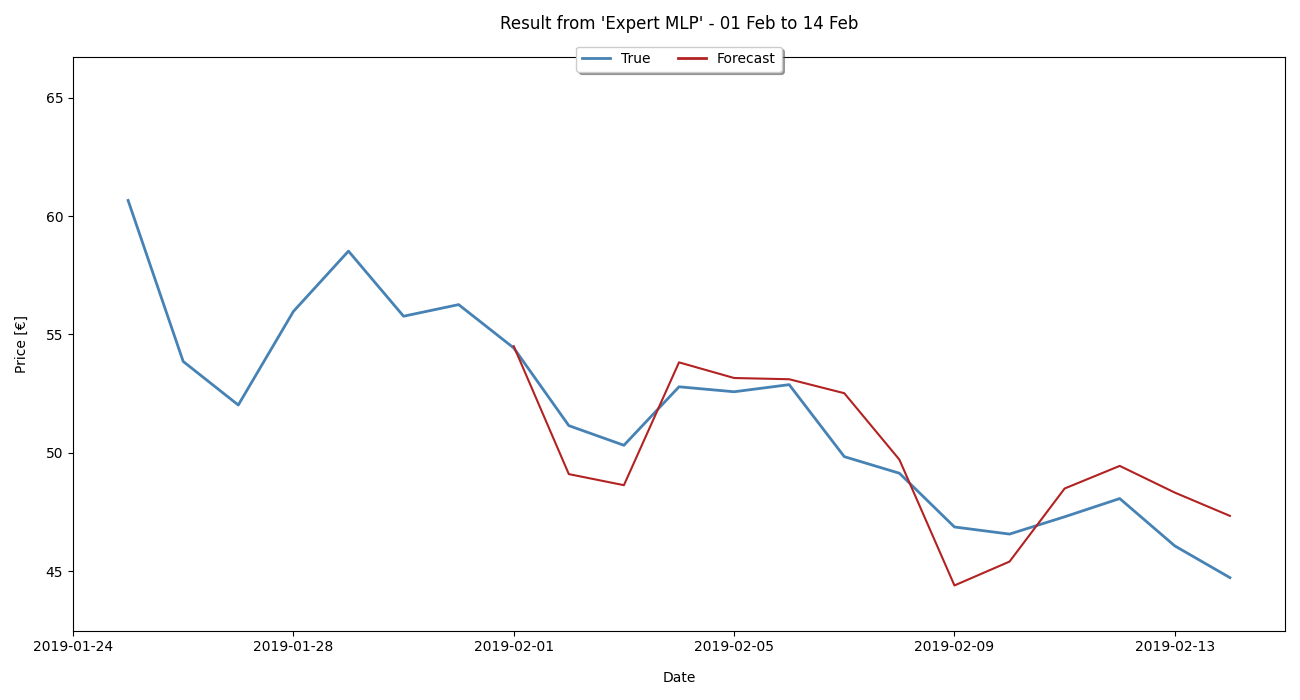 Result from 'Expert MLP' - 01 Feb to 14 Feb
True
Forecast
65
60
55
50
45
Price [€]
2019-01-24
2019-01-28
2019-02-01
2019-02-05
2019-02-09
2019-02-13
Date